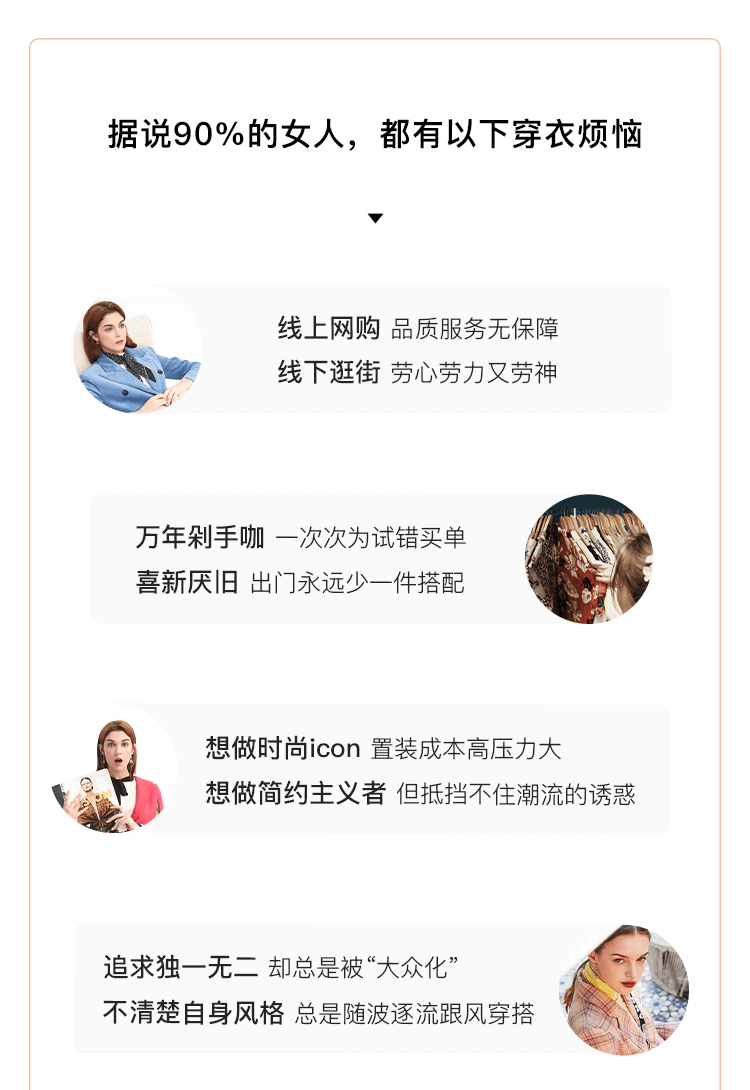 据说90%的女人，都有以下穿衣烦恼
线上网购 品质服务无保障
线下逛街 劳心劳力又劳神
万年剁手咖 一次次为试错买单
喜新厌旧 出门永远少一件搭配
想做时尚icon 置装成本高压力大
想做简约主义者 但抵挡不住潮流的诱惑
追求独一无二 却总是被“大众化”
不清楚自身风格 总是随波逐流跟风穿搭